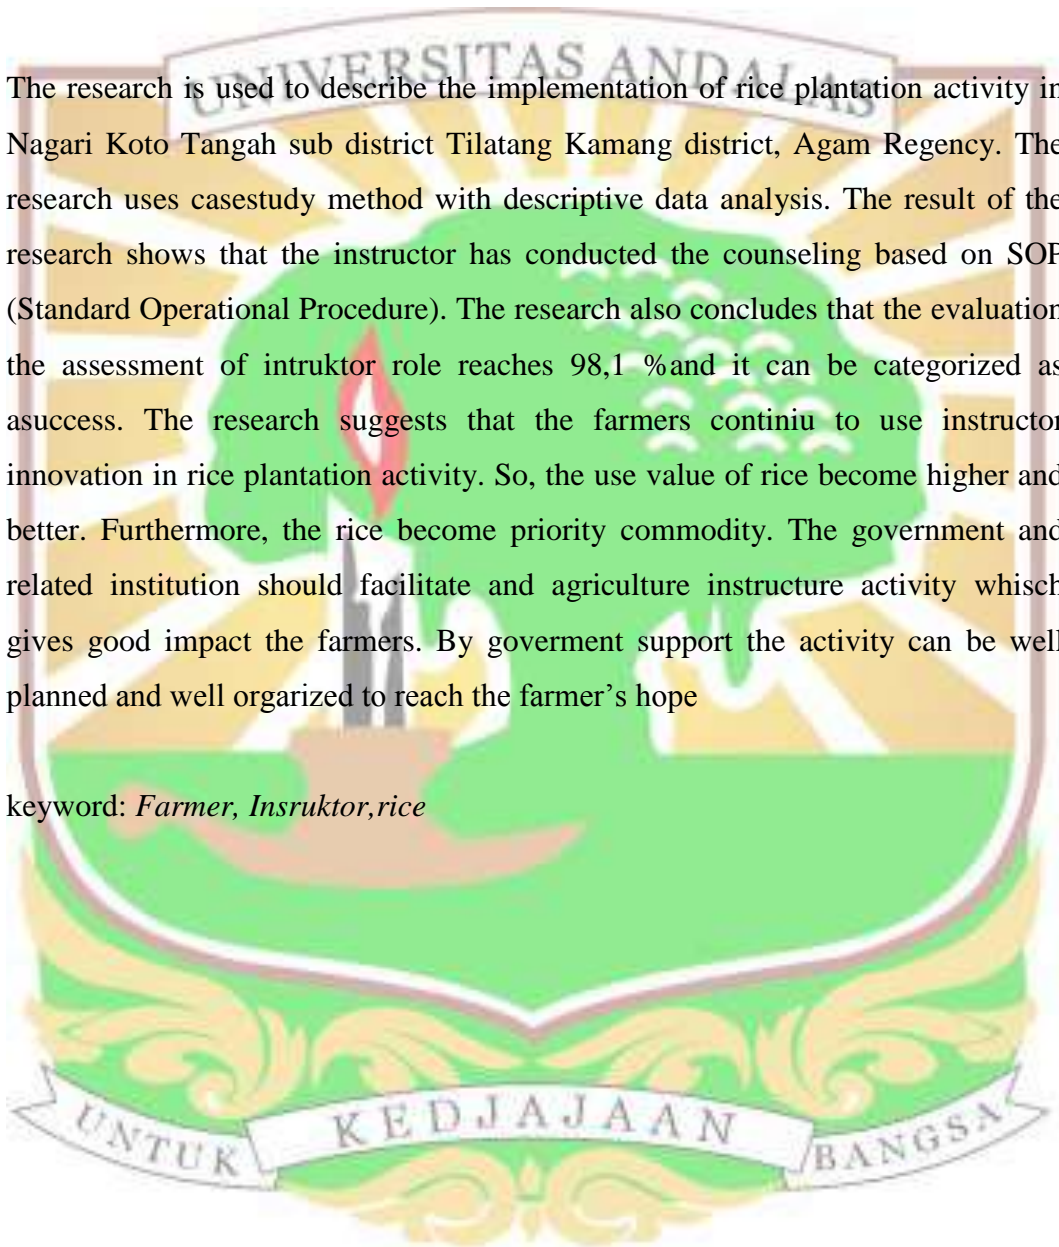 UNIVERSITAS ANDALAS
The research is used to describe the implementation of rice plantation activity in
Nagari Koto Tangah sub district Tilatang Kamang district, Agam Regency. The
research uses casestudy method with descriptive data analysis. The result of the
research shows that the instructor has conducted the counseling based on SOP
(Standard Operational Procedure). The research also concludes that the evaluation
the assessment of intruktor role reaches 98,1 %and it can be categorized as
asuccess. The research suggests that the farmers continiu to use instructor
innovation in rice plantation activity. So, the use value of rice become higher and
better. Furthermore, the rice become priority commodity. The government and
related institution should facilitate and agriculture instructure activity whisch
gives good impact the farmers. By goverment support the activity can be well
planned and well orgarized to reach the farmer’s hope
keyword: Farmer, Insruktor,rice
UNTUK KEDJAJAAN BANGSA